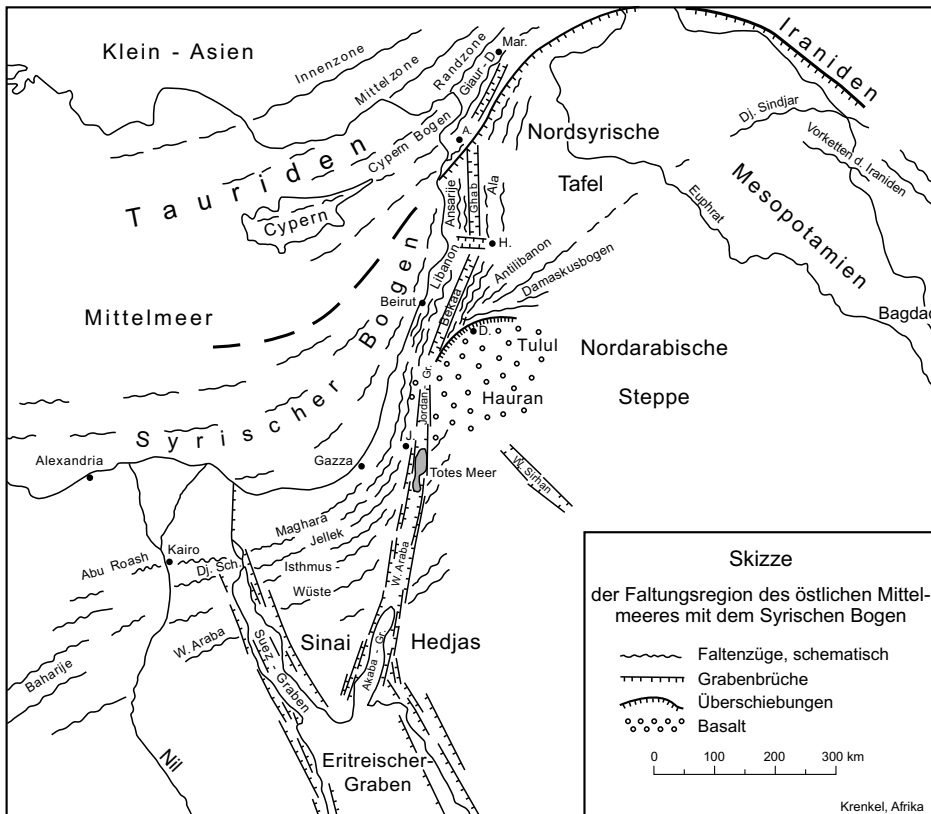 Klein - Asien
Innenzone
Mittelzone
Randzone
Giaur - D.
Mar.
Iraniden
Dj. Sindjar
Vorketten d. Iraniden
Tauriden
Cypern Bogen
A.
Nordsyrische
Tafel
Cypern
Ansarije
Ghab
Ala
Euphrat
Mesopotamien
H.
Libanon
Antilibanon
Damaskusbogen
Beirut
Bekaa
Bagdad
Mittelmeer
Syrischer Bogen
D.
Tulul
Hauran
Nordarabische
Steppe
Jordan - Gr.
J.
Alexandria
Gazza
Totes Meer
W. Sirhan
Maghara
Jellek
Isthmus
Wüste
Abu Roash
Kairo
Dj. Sch.
W. Araba
W. Araba
Baharije
Suez - Graben
Sinai
Hedjas
Akaba - Gr.
Nil
Eritreischer-
Graben
Skizze
der Faltungsregion des östlichen Mittel-
meeres mit dem Syrischen Bogen
Faltenzüge, schematisch
Grabenbrüche
Überschiebungen
Basalt
0 100 200 300 km
Krenkel, Afrika